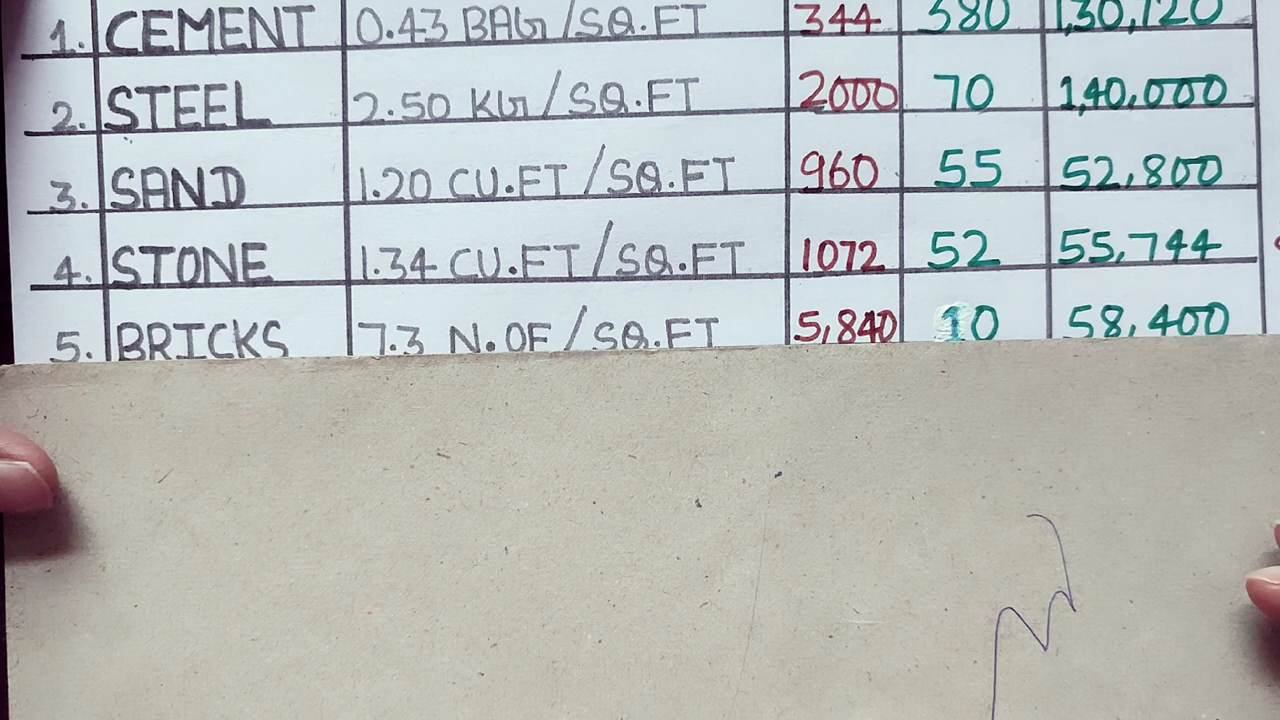 1. CEMENT 0.43 BAG/SQ.FT 344 380 1,30,720
2. STEEL 2.50 KG/SQ.FT 2000 70 1,40,000
3. SAND 1.20 CU.FT/SQ.FT 960 55 52,800
4. STONE 1.34 CU.FT/SQ.FT 1072 52 55,744
5. BRICKS 7.3 N.OF/SQ.FT 5,840 10 58,400